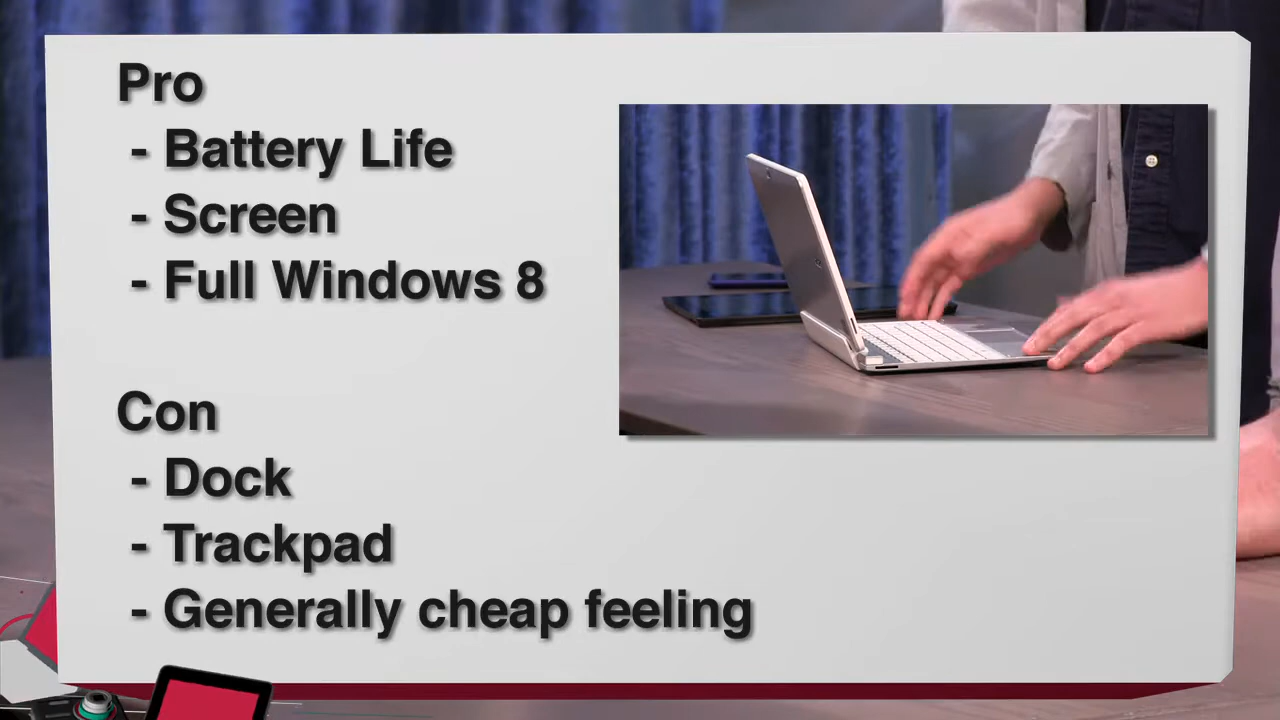 Pro
- Battery Life
- Screen
- Full Windows 8
Con
- Dock
- Trackpad
- Generally cheap feeling